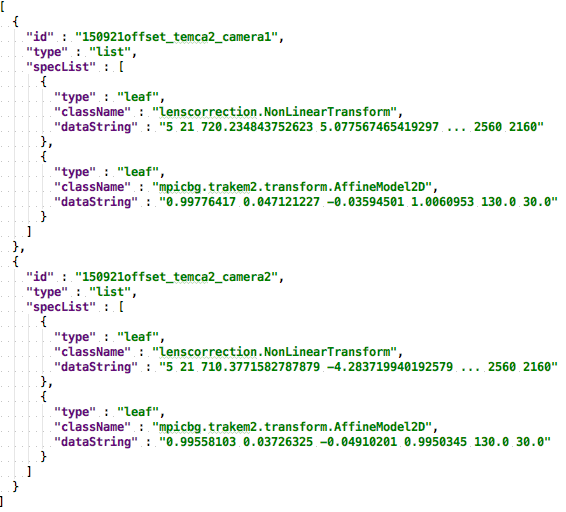 [
{
"id" : "150921offset_temca2_camera1",
"type" : "list",
"specList" : [
{
"type" : "leaf",
"className" : "lenscorrection.NonLinearTransform",
"dataString" : "5 21 720.234843752623 5.077567465419297 ... 2560 2160"
},
{
"type" : "leaf",
"className" : "mpicbg.trakem2.transform.AffineModel2D",
"dataString" : "0.99776417 0.047121227 -0.03594501 1.0060953 130.0 30.0"
}
]
},
{
"id" : "150921offset_temca2_camera2",
"type" : "list",
"specList" : [
{
"type" : "leaf",
"className" : "lenscorrection.NonLinearTransform",
"dataString" : "5 21 710.3771582787879 -4.283719940192579 ... 2560 2160"
},
{
"type" : "leaf",
"className" : "mpicbg.trakem2.transform.AffineModel2D",
"dataString" : "0.99558103 0.03726325 -0.04910201 0.9950345 130.0 30.0"
}
]
}
]